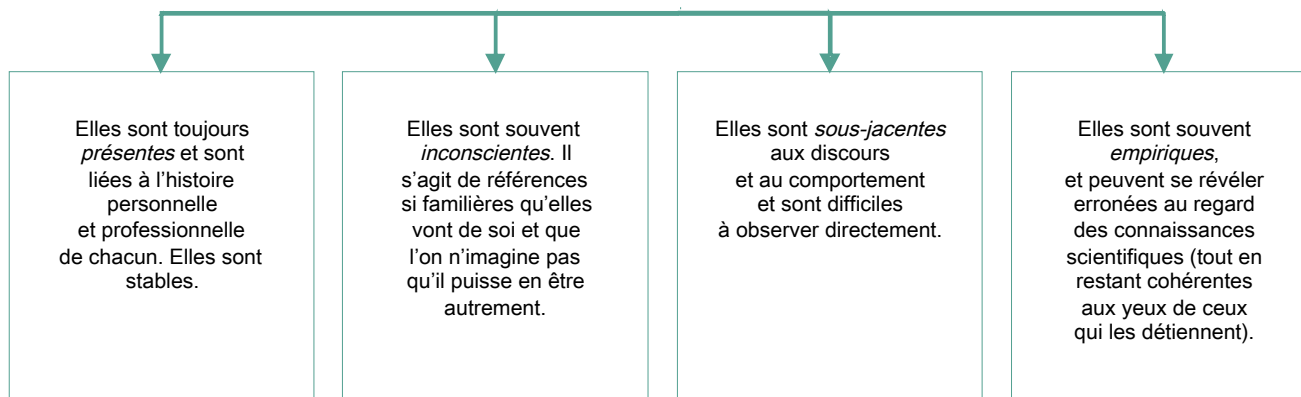 Elles sont toujours
présentes et sont
liées à l’histoire
personnelle
et professionnelle
de chacun. Elles sont
stables.
Elles sont souvent
inconscientes. Il
s’agit de références
si familières qu’elles
vont de soi et que
l’on n’imagine pas
qu’il puisse en être
autrement.
Elles sont sous-jacentes
aux discours
et au comportement
et sont difficiles
à observer directement.
Elles sont souvent
empiriques,
et peuvent se révéler
erronées au regard
des connaissances
scientifiques (tout en
restant cohérentes
aux yeux de ceux
qui les détiennent).